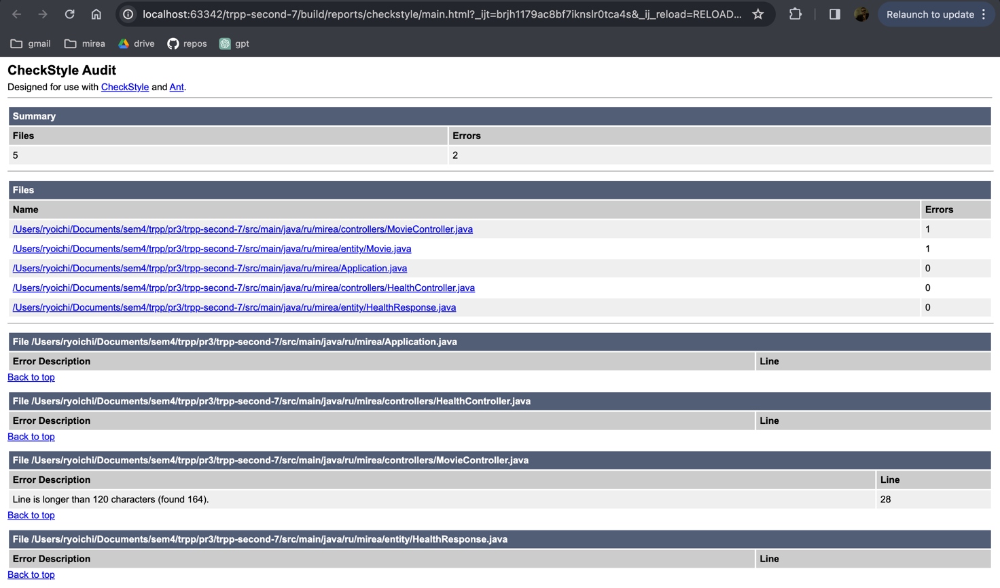 localhost:63342/trpp-second-7/build/reports/checkstyle/main.html?_ijt=brjh1179ac8bf7iknslr0tca4s&_ij_reload=RELOAD... Relaunch to update
gmail mirea drive repos gpt
CheckStyle Audit
Designed for use with CheckStyle and Ant.
Summary
Files Errors
5 2
Files
Name Errors
/Users/ryoichi/Documents/sem4/trpp/pr3/trpp-second-7/src/main/java/ru/mirea/controllers/MovieController.java 1
/Users/ryoichi/Documents/sem4/trpp/pr3/trpp-second-7/src/main/java/ru/mirea/entity/Movie.java 1
/Users/ryoichi/Documents/sem4/trpp/pr3/trpp-second-7/src/main/java/ru/mirea/Application.java 0
/Users/ryoichi/Documents/sem4/trpp/pr3/trpp-second-7/src/main/java/ru/mirea/controllers/HealthController.java 0
/Users/ryoichi/Documents/sem4/trpp/pr3/trpp-second-7/src/main/java/ru/mirea/entity/HealthResponse.java 0
File /Users/ryoichi/Documents/sem4/trpp/pr3/trpp-second-7/src/main/java/ru/mirea/Application.java
Error Description Line
Back to top
File /Users/ryoichi/Documents/sem4/trpp/pr3/trpp-second-7/src/main/java/ru/mirea/controllers/HealthController.java
Error Description Line
Back to top
File /Users/ryoichi/Documents/sem4/trpp/pr3/trpp-second-7/src/main/java/ru/mirea/controllers/MovieController.java
Error Description Line
Line is longer than 120 characters (found 164). 28
Back to top
File /Users/ryoichi/Documents/sem4/trpp/pr3/trpp-second-7/src/main/java/ru/mirea/entity/HealthResponse.java
Error Description Line
Back to top